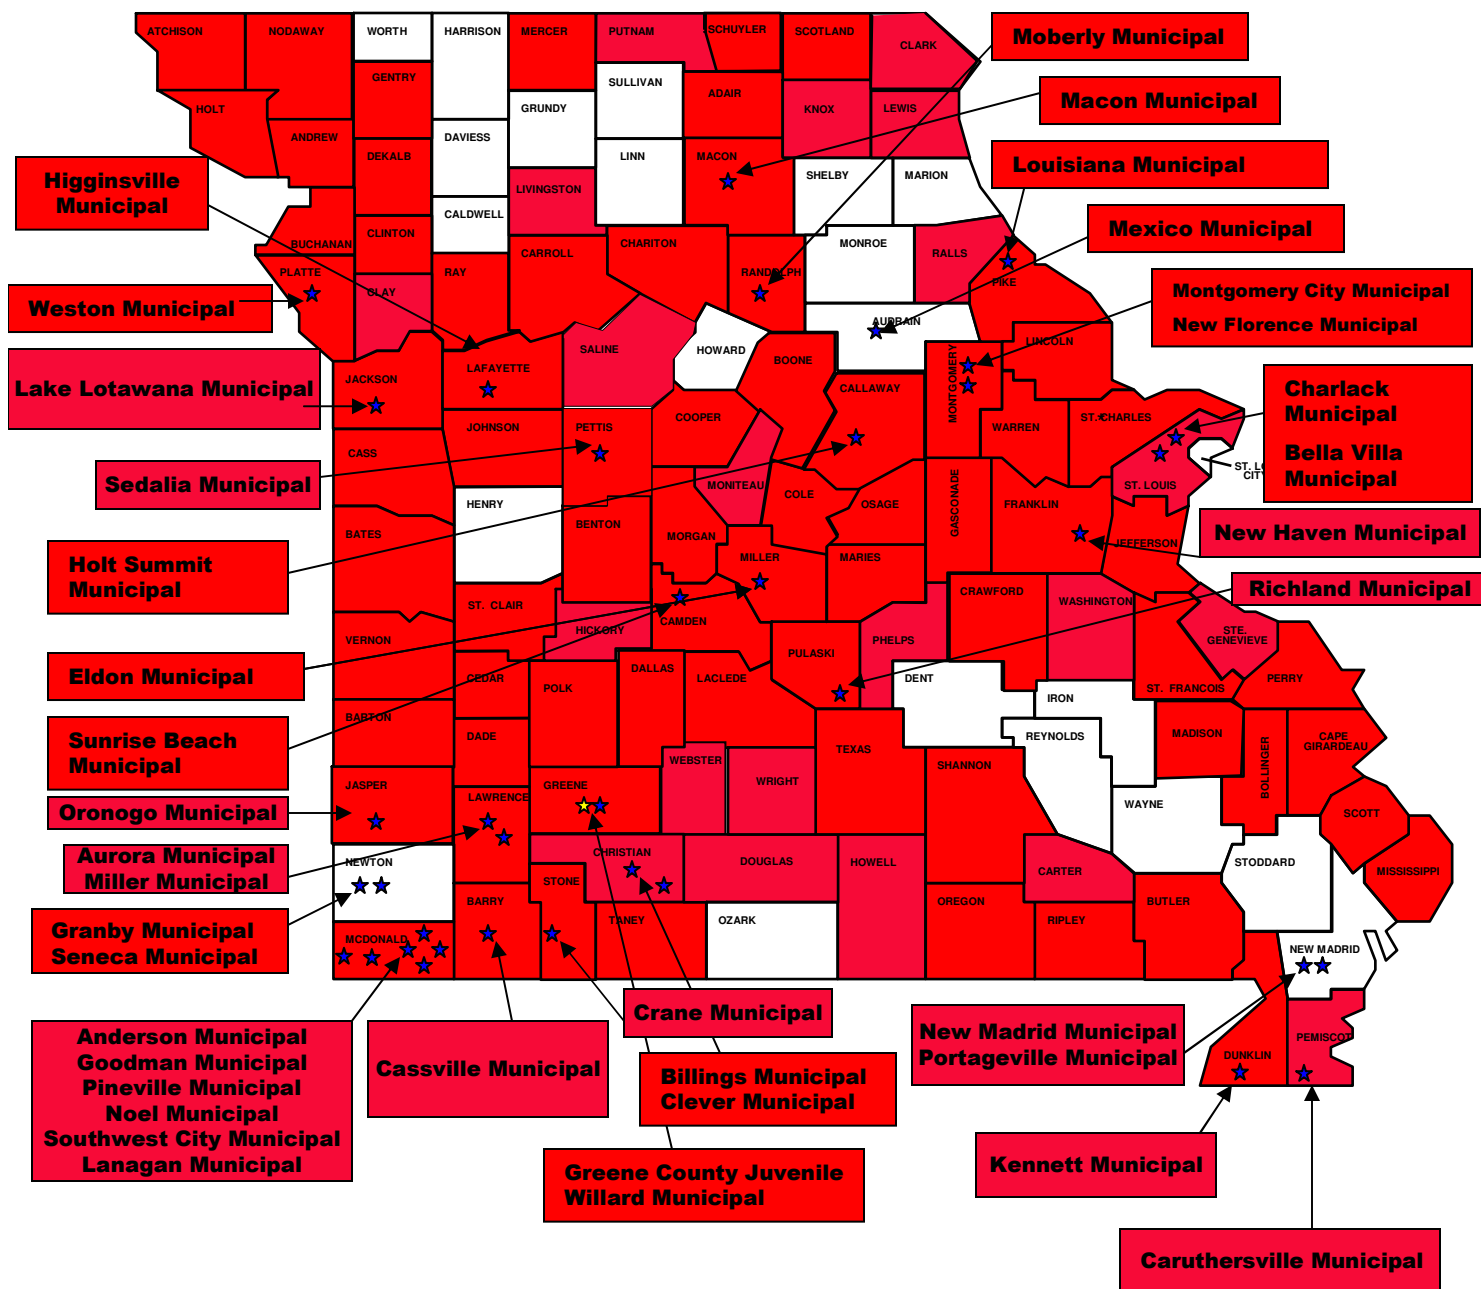 ATCHISON
NODAWAY
WORTH
HARRISON
MERCER
PUTNAM
SCHUYLER
SCOTLAND
CLARK
Moberly Municipal
GENTRY
SULLIVAN
GRUNDY
ADAIR
KNOX
LEWIS
Macon Municipal
HOLT
ANDREW
DEKALB
DAVIESS
LINN
MACON
SHELBY
MARION
Louisiana Municipal
Higginsville
Municipal
LIVINGSTON
CALDWELL
Mexico Municipal
BUCHANAN
CLINTON
CARROLL
CHARITON
MONROE
RALLS
PLATTE
CLAY
RAY
RANDOLPH
PIKE
Montgomery City Municipal
New Florence Municipal
Weston Municipal
AUDRAIN
SALINE
HOWARD
BOONE
LINCOLN
MONTGOMERY
Lake Lotawana Municipal
JACKSON
LAFAYETTE
CALLAWAY
Charlack
Municipal
Bella Villa
Municipal
COOPER
ST. CHARLES
WARREN
JOHNSON
PETTIS
CASS
Sedalia Municipal
MONITEAU
COLE
OSAGE
GASCONADE
FRANKLIN
ST. LOUIS
ST. LO
CIT
HENRY
BENTON
MORGAN
New Haven Municipal
BATES
MILLER
MARIES
JEFFERSON
Holt Summit
Municipal
ST. CLAIR
CRAWFORD
WASHINGTON
Richland Municipal
HICKORY
CAMDEN
VERNON
PHELPS
PULASKI
STE.
GENEVIEVE
Eldon Municipal
CEDAR
POLK
DALLAS
LACLEDE
DENT
IRON
ST. FRANCOIS
PERRY
BARTON
Sunrise Beach
Municipal
DADE
TEXAS
REYNOLDS
MADISON
BOLLINGER
CAPE
GIRARDEAU
WEBSTER
WRIGHT
SHANNON
JASPER
LAWRENCE
GREENE
WAYNE
SCOTT
Oronogo Municipal
Aurora Municipal
Miller Municipal
NEWTON
CHRISTIAN
DOUGLAS
HOWELL
CARTER
STODDARD
MISSISSIPPI
STONE
BARRY
TANEY
OZARK
OREGON
RIPLEY
BUTLER
Granby Municipal
Seneca Municipal
MCDONALD
NEW MADRID
Crane Municipal
New Madrid Municipal
Portageville Municipal
PEMISCOT
DUNKLIN
Anderson Municipal
Goodman Municipal
Pineville Municipal
Noel Municipal
Southwest City Municipal
Lanagan Municipal
Cassville Municipal
Billings Municipal
Clever Municipal
Kennett Municipal
Greene County Juvenile
Willard Municipal
Caruthersville Municipal